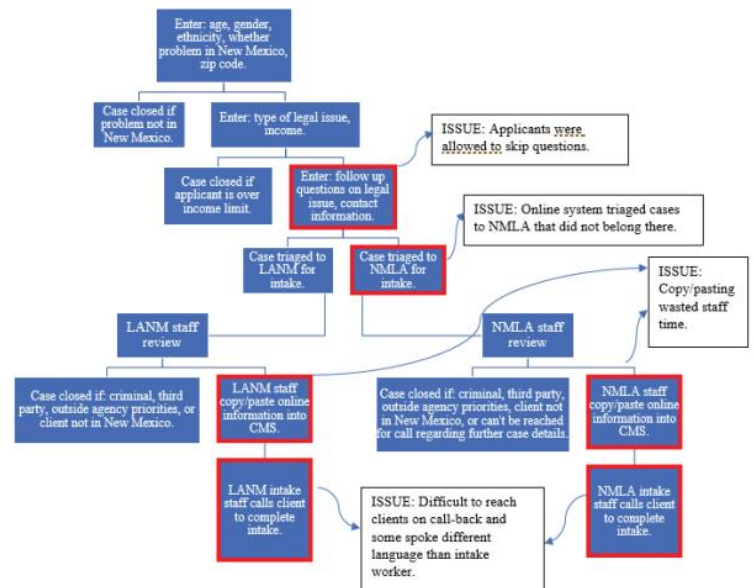 Enter: age, gender,
ethnicity, whether
problem in New Mexico,
zip code.
Case closed if
problem not in
New Mexico.
Enter: type of legal issue,
income.
ISSUE: Applicants were
allowed to skip questions.
Case closed if
applicant is over
income limit.
Enter: follow up
questions on legal
issue, contact
information.
ISSUE: Online system triaged cases
to NMLA that did not belong there.
Case triaged to
LANM for
intake.
Case triaged to
NMLA for
intake.
ISSUE:
Copy/pasting
wasted staff
time.
LANM staff
review
NMLA staff
review
Case closed if: criminal, third
party, outside agency priorities, or
client not in New Mexico.
LANM staff
copy/paste online
information into
CMS.
Case closed if: criminal, third party,
outside agency priorities, client not
in New Mexico, or can't be reached
for call regarding further case details.
NMLA staff
copy/paste online
information into
CMS.
LANM intake
staff calls client
to complete
intake.
ISSUE: Difficult to reach
clients on call-back and
some spoke different
language than intake
worker.
NMLA intake
staff calls client
to complete
intake.